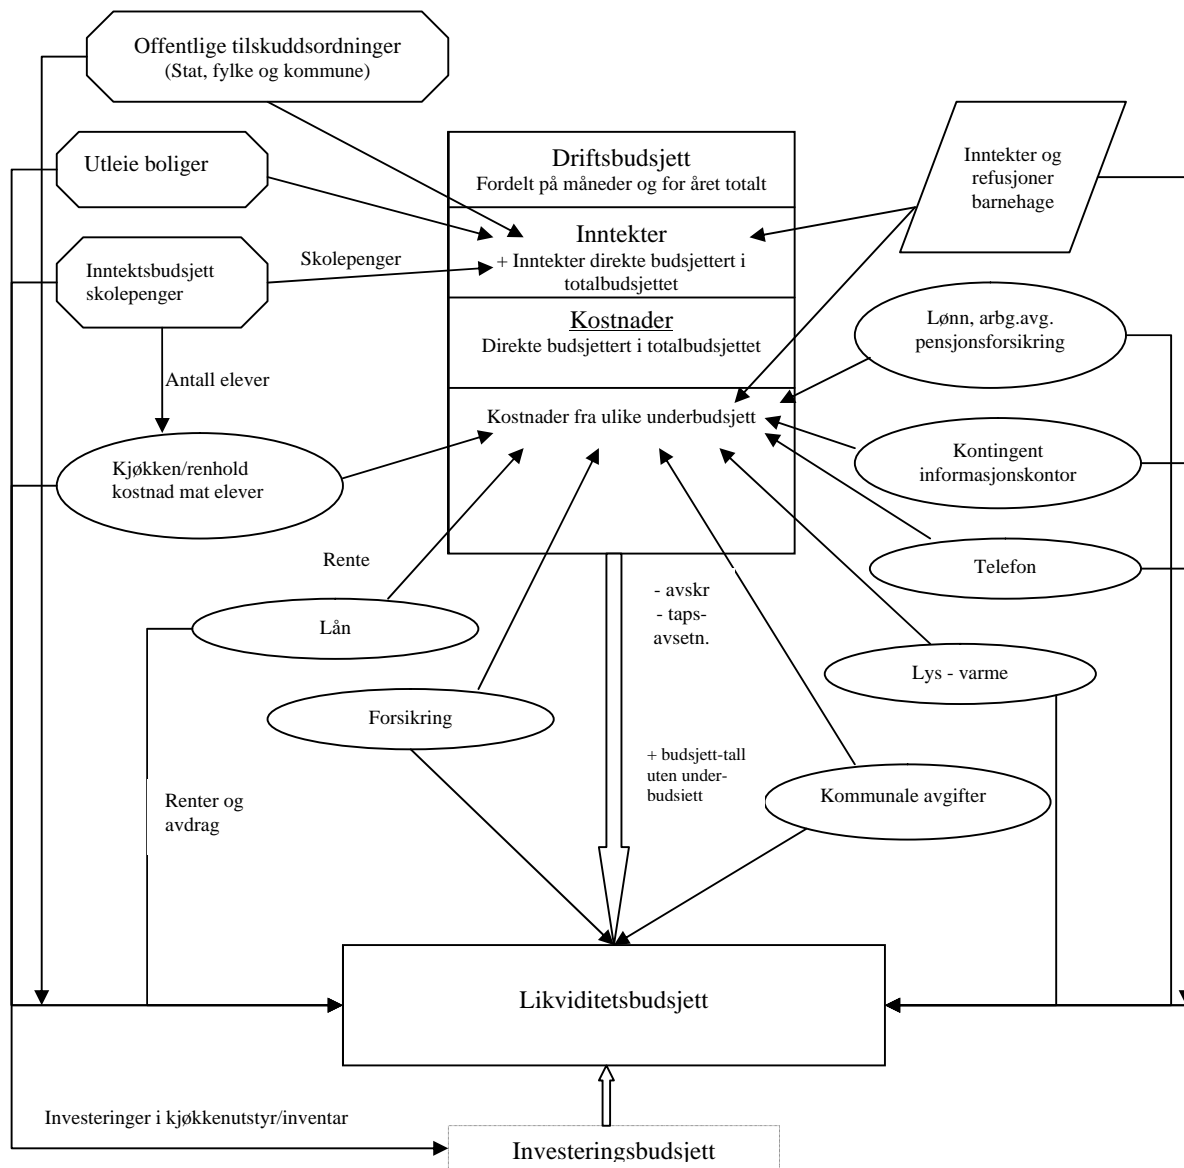 Offentlige tilskuddsordninger
(Stat, fylke og kommune)
Utleie boliger
Inntektsbudsjett
skolepenger
Skolepenger
Driftsbudsjett
Fordelt på måneder og for året totalt
Inntekter
+ Inntekter direkte budsjettert i
totalbudsjettet
Kostnader
Direkte budsjettert i totalbudsjettet
Kostnader fra ulike underbudsjett
Inntekter og
refusjoner
barnehage
Lønn, arbg.avg.
pensjonsforsikring
Antall elever
Kjøkken/renhold
kostnad mat elever
Kontingent
informasjonskontor
Telefon
Rente
Lån
- avskr
- taps-
avsetn.
Lys - varme
Forsikring
+ budsjett-tall
uten under-
budsjett
Kommunale avgifter
Renter og
avdrag
Likviditetsbudsjett
Investeringer i kjøkkenutstyr/inventar
Investeringsbudsjett